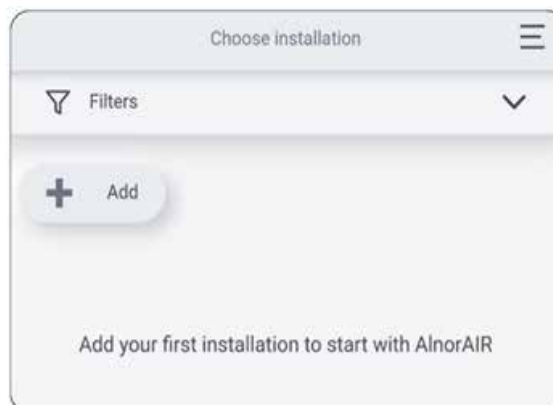 Choose installation
Filters
Add
Add your first installation to start with AlnorAIR